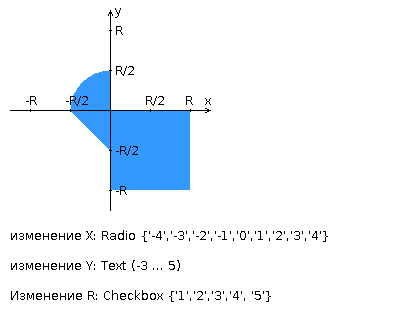 y
R
R/2
-R -R/2 R/2 R x
-R/2
-R
изменение X: Radio {'-4','-3','-2','-1','0','1','2','3','4'}
изменение Y: Text (-3 ... 5)
Изменение R: Checkbox {'1','2','3','4', '5'}